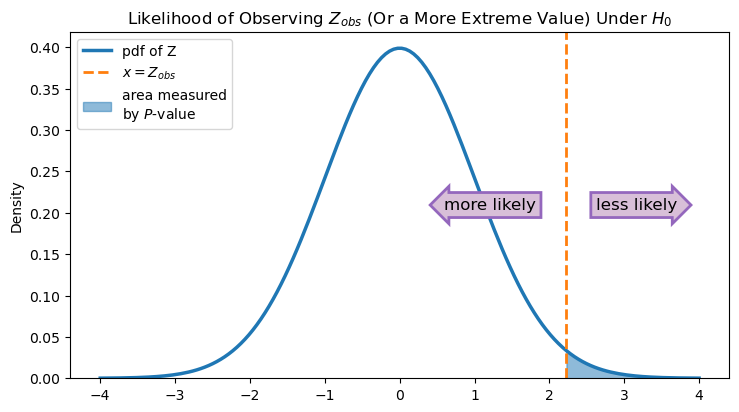 Likelihood of Observing Z_obs (Or a More Extreme Value) Under H_0
pdf of Z
x = Z_obs
area measured
by P-value
more likely
less likely
Density
0.40
0.35
0.30
0.25
0.20
0.15
0.10
0.05
0.00
−4 −3 −2 −1 0 1 2 3 4